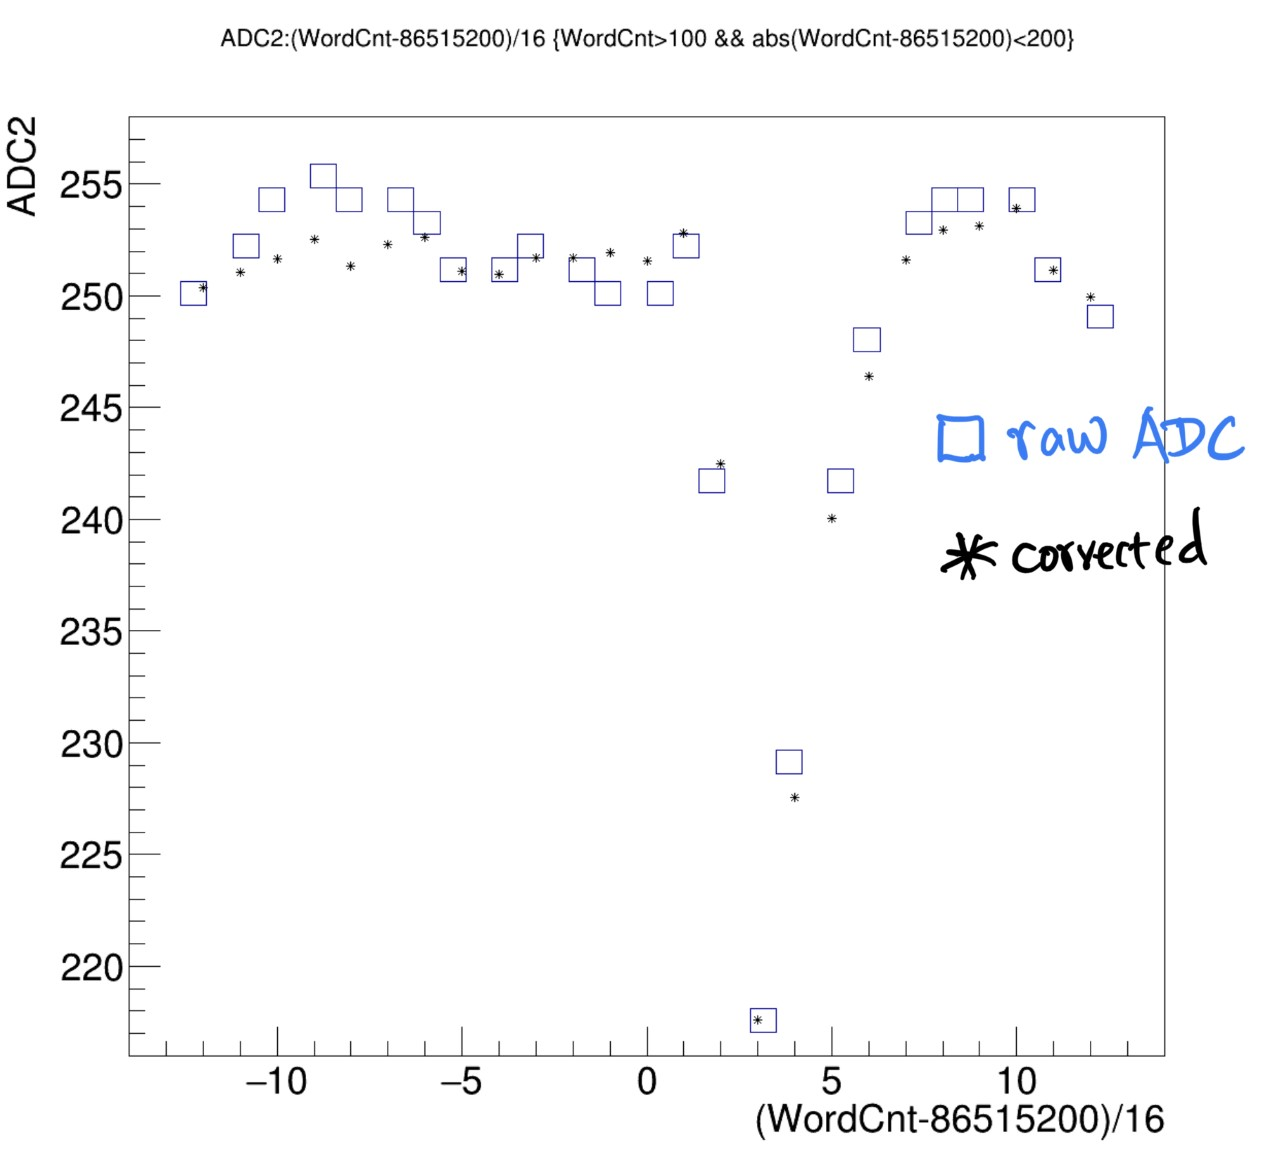 ADC2:(WordCnt-86515200)/16 {WordCnt>100 && abs(WordCnt-86515200)<200}
ADC2
255
250
245
240
235
230
225
220
raw ADC
corrected
−10 −5 0 5 10
(WordCnt-86515200)/16